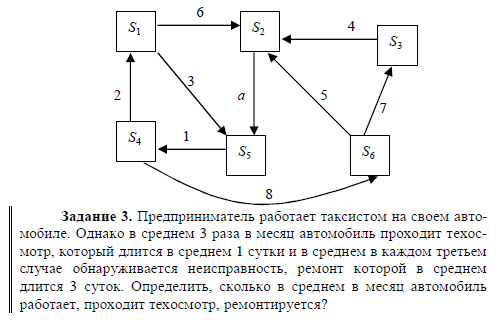 6
S1
S2
4
S3
3
a
5
7
2
S4
1
S5
S6
8
Задание 3. Предприниматель работает таксистом на своем авто-
мобиле. Однако в среднем 3 раза в месяц автомобиль проходит техос-
мотр, который длится в среднем 1 сутки и в среднем в каждом третьем
случае обнаруживается неисправность, ремонт которой в среднем
длится 3 суток. Определить, сколько в среднем в месяц автомобиль
работает, проходит техосмотр, ремонтируется?